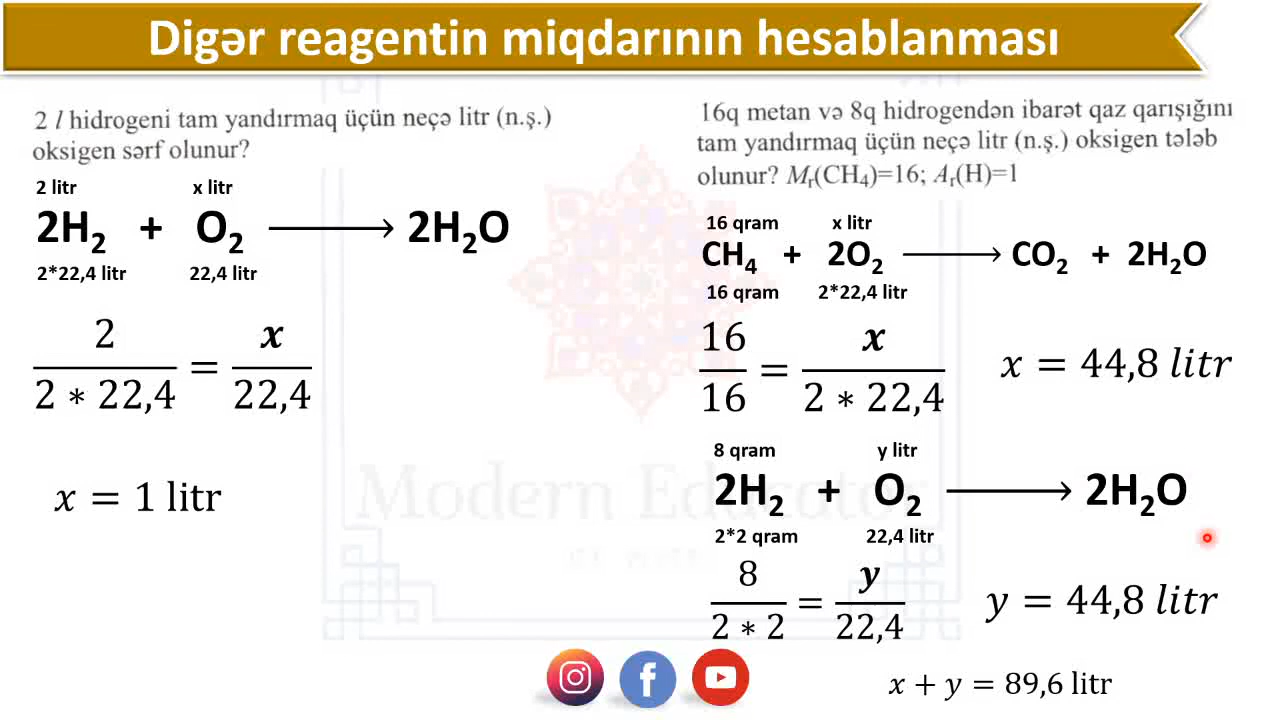 Digər reagentin miqdarının hesablanması
2 l hidrogeni tam yandırmaq üçün neçə litr (n.ş.)
oksigen sərf olunur?
2 litr x litr
2H₂ + O₂ ⟶ 2H₂O
2*22,4 litr 22,4 litr
2/(2 ∗ 22,4) = x/22,4
x = 1 litr
16q metan və 8q hidrogendən ibarət qaz qarışığını
tam yandırmaq üçün neçə litr (n.ş.) oksigen tələb
olunur? Mᵣ(CH₄)=16; Aᵣ(H)=1
16 qram x litr
CH₄ + 2O₂ ⟶ CO₂ + 2H₂O
16 qram 2*22,4 litr
16/16 = x/(2 ∗ 22,4) x = 44,8 litr
8 qram y litr
2H₂ + O₂ ⟶ 2H₂O
2*2 qram 22,4 litr
8/(2 ∗ 2) = y/22,4 y = 44,8 litr
x + y = 89,6 litr
Modern Educator